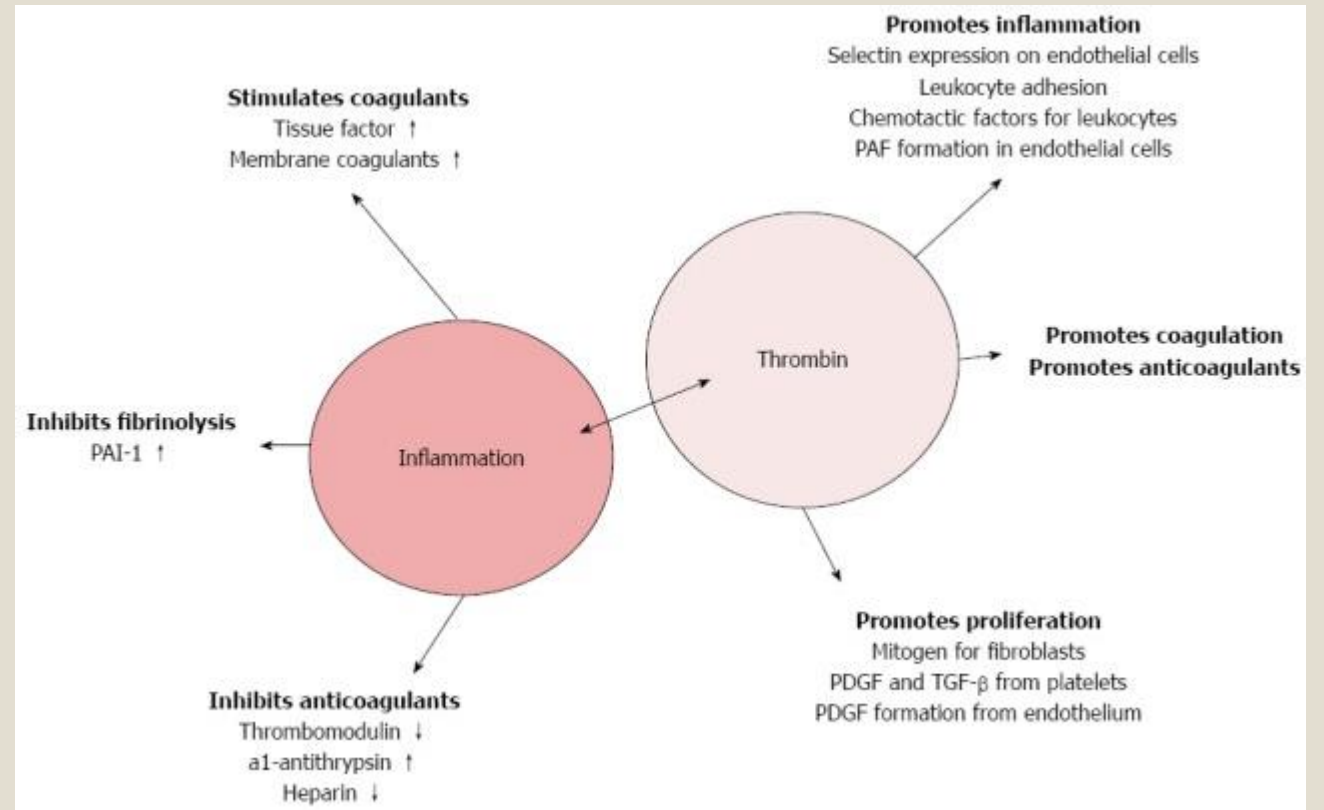 Promotes inflammation
Selectin expression on endothelial cells
Leukocyte adhesion
Chemotactic factors for leukocytes
PAF formation in endothelial cells
Stimulates coagulants
Tissue factor ↑
Membrane coagulants ↑
Thrombin
Promotes coagulation
Promotes anticoagulants
Inhibits fibrinolysis
PAI-1 ↑
Inflammation
Promotes proliferation
Mitogen for fibroblasts
PDGF and TGF-β from platelets
PDGF formation from endothelium
Inhibits anticoagulants
Thrombomodulin ↓
a1-antithrypsin ↑
Heparin ↓